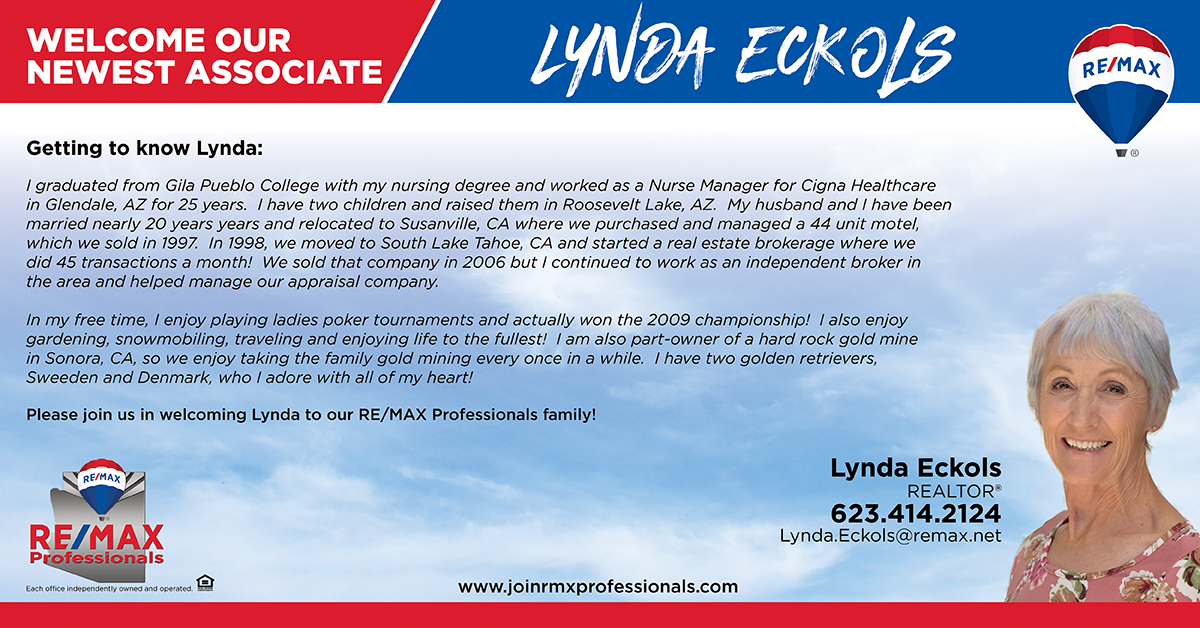 WELCOME OUR
NEWEST ASSOCIATE
LYNDA ECKOLS
RE/MAX
®
Getting to know Lynda:
I graduated from Gila Pueblo College with my nursing degree and worked as a Nurse Manager for Cigna Healthcare
in Glendale, AZ for 25 years.  I have two children and raised them in Roosevelt Lake, AZ.  My husband and I have been
married nearly 20 years years and relocated to Susanville, CA where we purchased and managed a 44 unit motel,
which we sold in 1997.  In 1998, we moved to South Lake Tahoe, CA and started a real estate brokerage where we
did 45 transactions a month!  We sold that company in 2006 but I continued to work as an independent broker in
the area and helped manage our appraisal company.
In my free time, I enjoy playing ladies poker tournaments and actually won the 2009 championship!  I also enjoy
gardening, snowmobiling, traveling and enjoying life to the fullest!  I am also part-owner of a hard rock gold mine
in Sonora, CA, so we enjoy taking the family gold mining every once in a while.  I have two golden retrievers,
Sweeden and Denmark, who I adore with all of my heart!
Please join us in welcoming Lynda to our RE/MAX Professionals family!
Lynda Eckols
REALTOR®
623.414.2124
Lynda.Eckols@remax.net
RE/MAX
RE/MAX
Professionals
Each office independently owned and operated.
www.joinrmxprofessionals.com